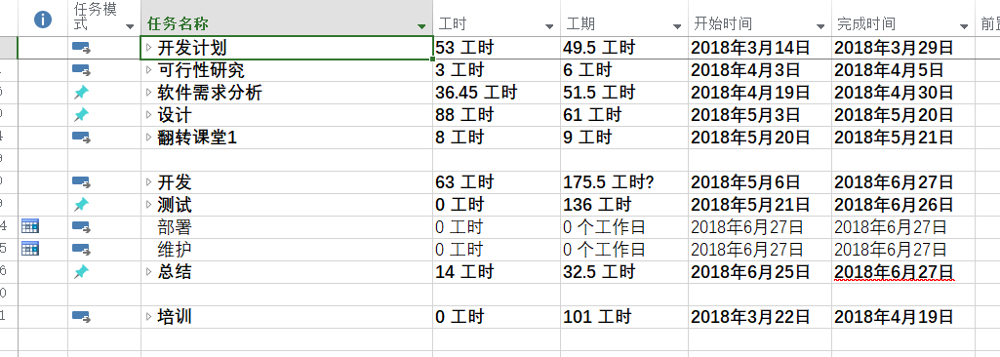 任务模式 任务名称 工时 工期 开始时间 完成时间 前置
开发计划 53 工时 49.5 工时 2018年3月14日 2018年3月29日
可行性研究 3 工时 6 工时 2018年4月3日 2018年4月5日
软件需求分析 36.45 工时 51.5 工时 2018年4月19日 2018年4月30日
设计 88 工时 61 工时 2018年5月3日 2018年5月20日
翻转课堂1 8 工时 9 工时 2018年5月20日 2018年5月21日
开发 63 工时 175.5 工时? 2018年5月6日 2018年6月27日
测试 0 工时 136 工时 2018年5月21日 2018年6月26日
部署 0 工时 0 个工作日 2018年6月27日 2018年6月27日
维护 0 工时 0 个工作日 2018年6月27日 2018年6月27日
总结 14 工时 32.5 工时 2018年6月25日 2018年6月27日
培训 0 工时 101 工时 2018年3月22日 2018年4月19日